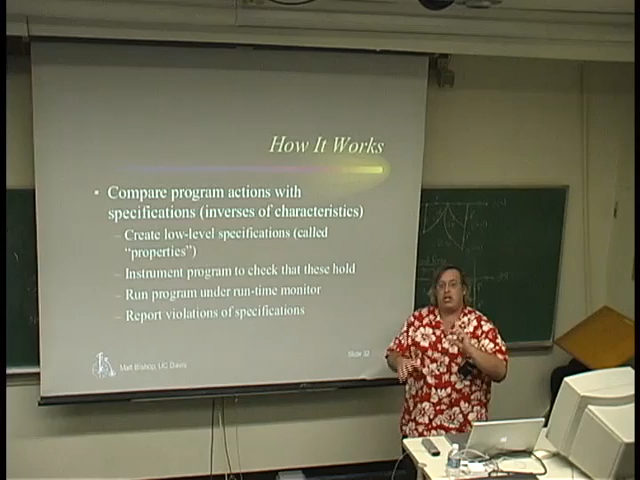 How It Works
• Compare program actions with
specifications (inverses of characteristics)
– Create low-level specifications (called
“properties”)
– Instrument program to check that these hold
– Run program under run-time monitor
– Report violations of specifications
Matt Bishop, UC Davis
Slide 32